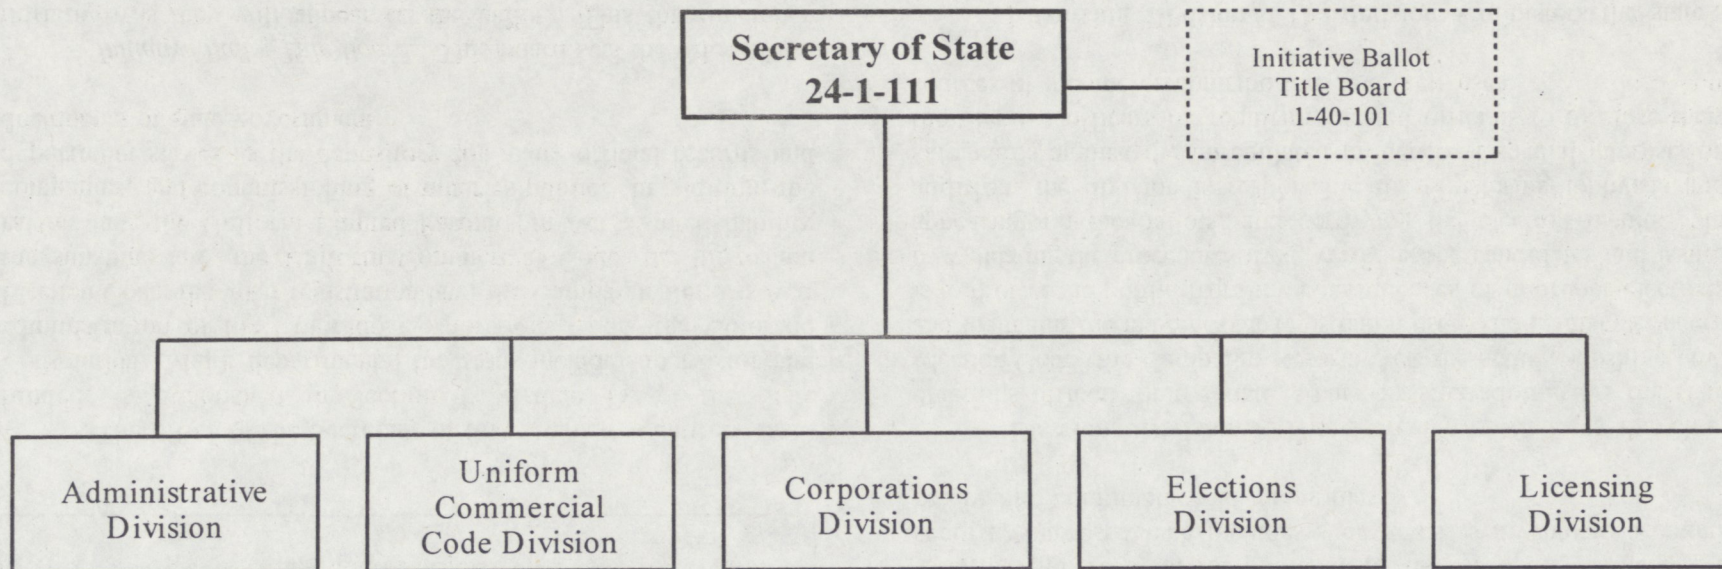 Secretary of State
24-1-111
Initiative Ballot
Title Board
1-40-101
Administrative
Division
Uniform
Commercial
Code Division
Corporations
Division
Elections
Division
Licensing
Division